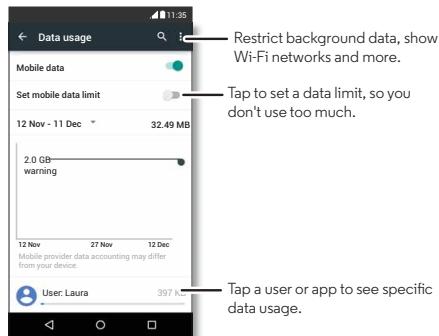 11:35
Data usage
Restrict background data, show
Wi-Fi networks and more.
Mobile data
Set mobile data limit
Tap to set a data limit, so you
don't use too much.
12 Nov - 11 Dec
32.49 MB
2.0 GB
warning
12 Nov 27 Nov 12 Dec
Mobile provider data accounting may differ
from your device.
User: Laura
397 KB
Tap a user or app to see specific
data usage.